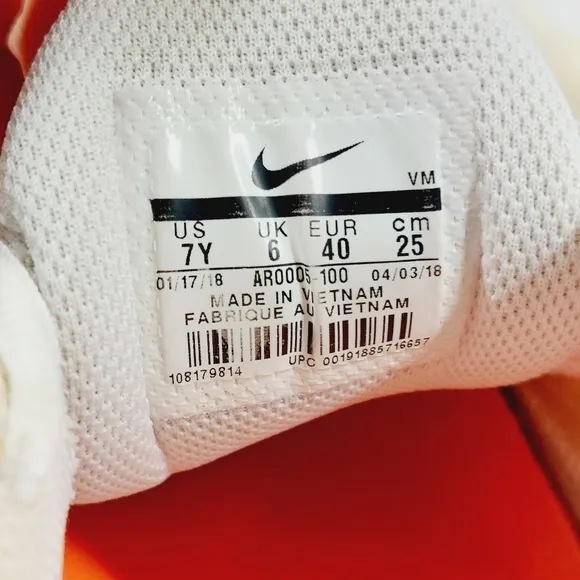 VM
US UK EUR cm
7Y 6 40 25
01/17/18 AR0005-100 04/03/18
MADE IN VIETNAM
FABRIQUE AU VIETNAM
UPC 00191885716657
108179814